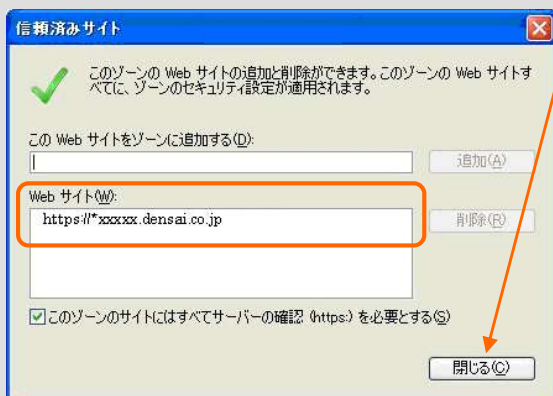 信頼済みサイト
このゾーンの Web サイトの追加と削除ができます。このゾーンの Web サイトす
べてに、ゾーンのセキュリティ設定が適用されます。
この Web サイトをゾーンに追加する(D):
追加(A)
Web サイト(W):
https://*xxxxx.densai.co.jp
削除(R)
このゾーンのサイトにはすべてサーバーの確認 (https:) を必要とする(S)
閉じる(C)